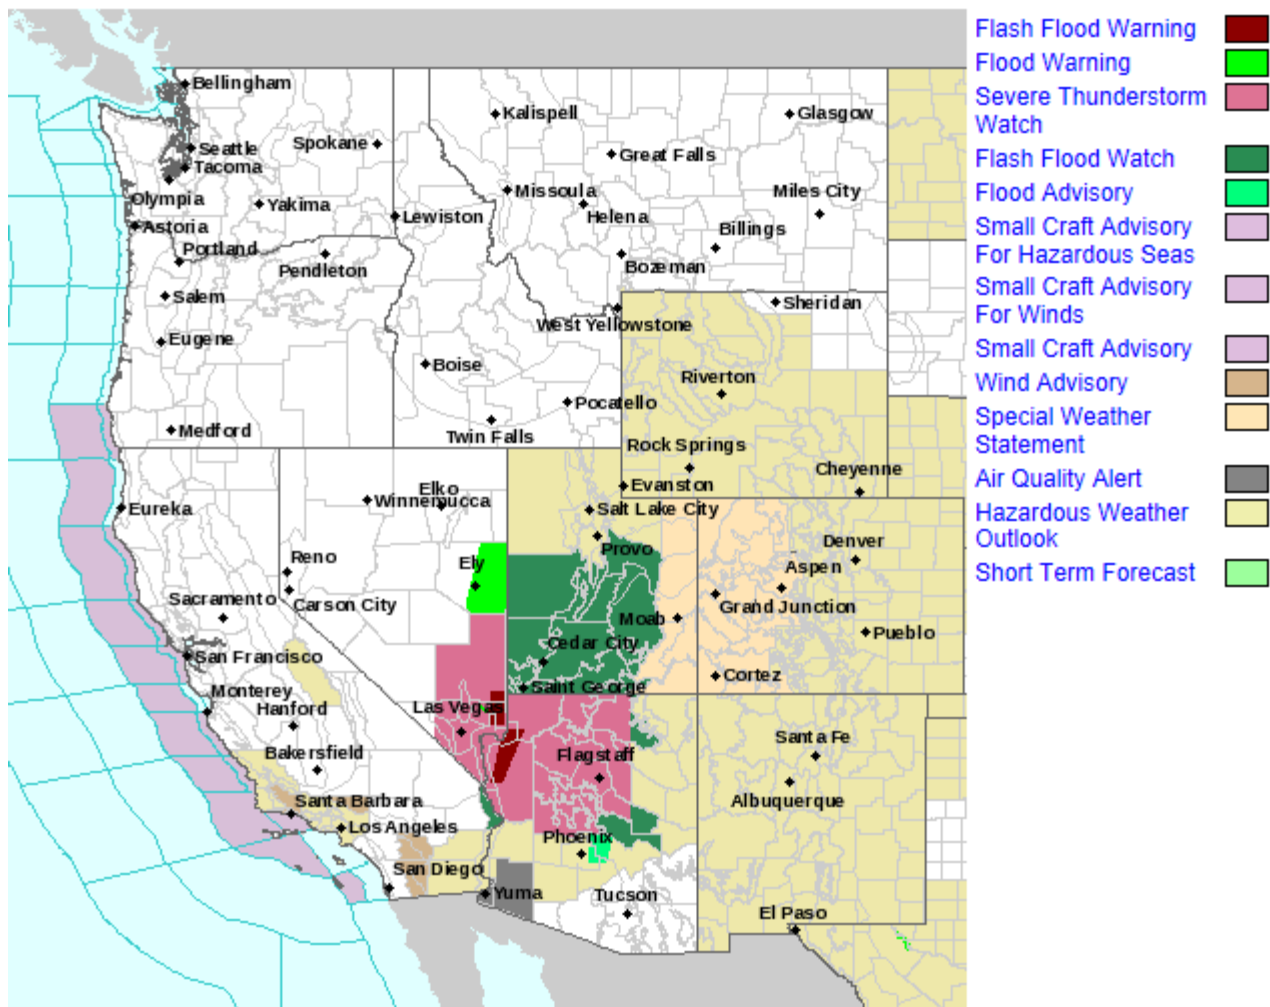 Bellingham
Seattle
Tacoma
Olympia
Spokane
Yakima
Astoria
Lewiston
Portland
Pendleton
Salem
Eugene
Medford
Kalispell
Glasgow
Great Falls
Missoula
Miles City
Helena
Billings
Bozeman
Sheridan
West Yellowstone
Boise
Riverton
Pocatello
Twin Falls
Rock Springs
Cheyenne
Evanston
Elko
Winnemucca
Eureka
Salt Lake City
Reno
Ely
Provo
Denver
Aspen
Sacramento
Carson City
Grand Junction
Moab
Pueblo
Cedar City
San Francisco
Cortez
Saint George
Monterey
Hanford
Las Vegas
Bakersfield
Flagstaff
Santa Fe
Albuquerque
Santa Barbara
Los Angeles
Phoenix
San Diego
Yuma
Tucson
El Paso
Flash Flood Warning
Flood Warning
Severe Thunderstorm
Watch
Flash Flood Watch
Flood Advisory
Small Craft Advisory
For Hazardous Seas
Small Craft Advisory
For Winds
Small Craft Advisory
Wind Advisory
Special Weather
Statement
Air Quality Alert
Hazardous Weather
Outlook
Short Term Forecast